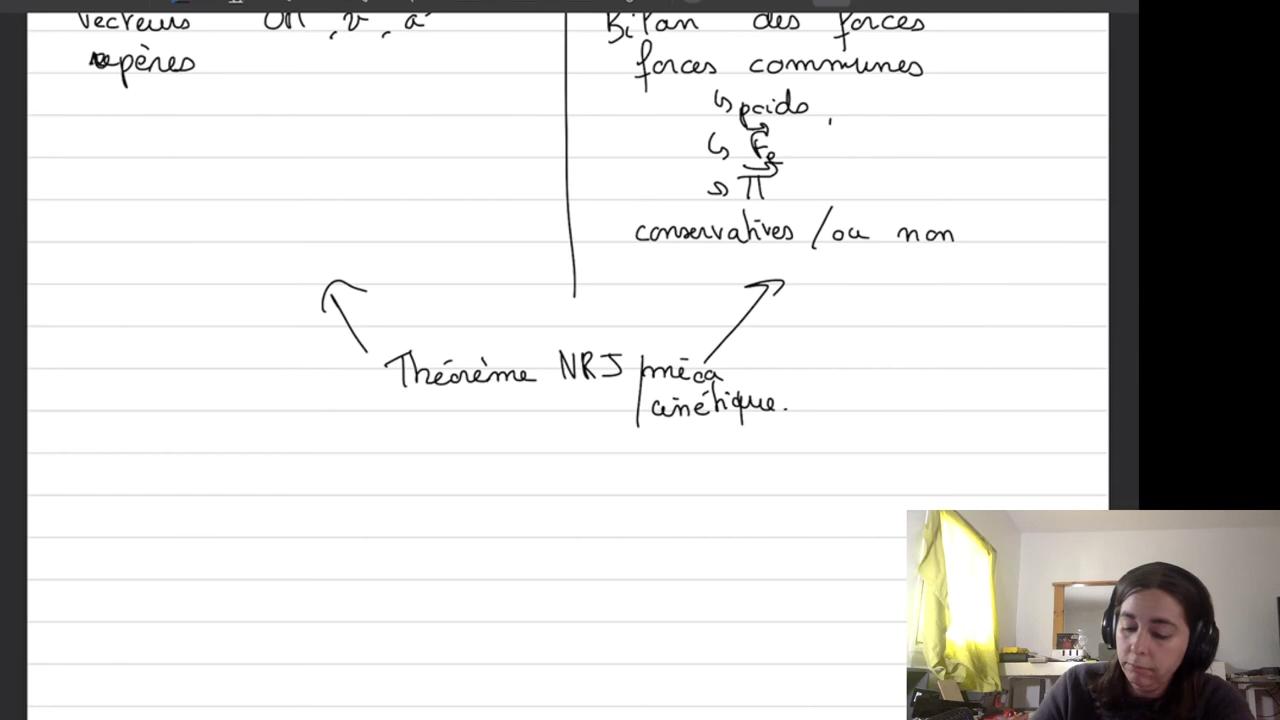 Vecteurs OM, v, a
repères
Bilan des forces
forces communes
↳ poids,
↳ Fe
↳ Π
conservatives / ou non
Théorème NRJ méca
cinétique.